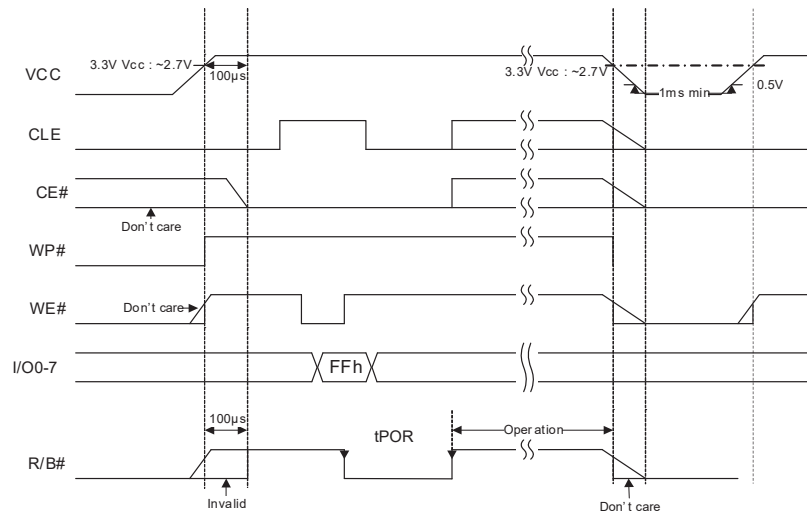 VCC
3.3V Vcc : ~2.7V
100µs
3.3V Vcc : ~2.7V
1ms min
0.5V
CLE
CE#
Don't care
WP#
WE#
Don't care
I/O0-7
FFh
100µs
tPOR
Operation
R/B#
Invalid
Don't care